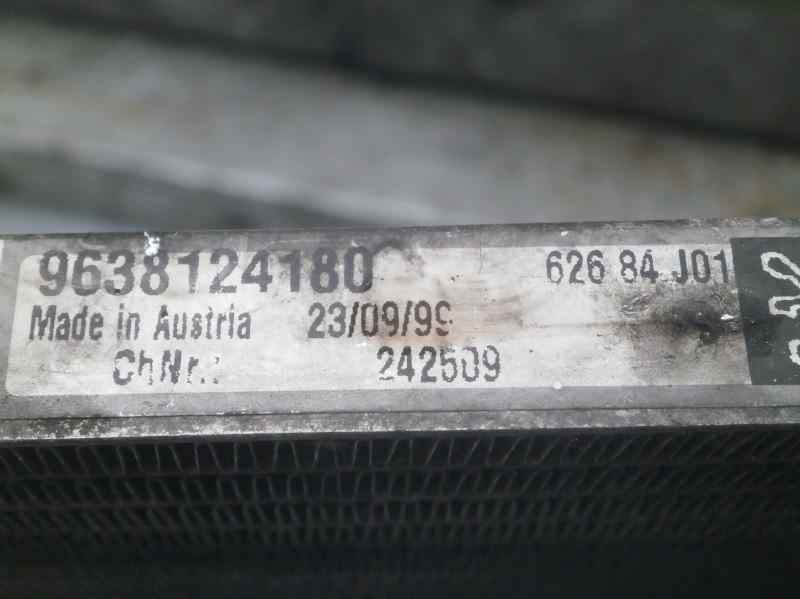 9638124180 626 84 J01
Made in Austria 23/09/99
ChNr.: 242509